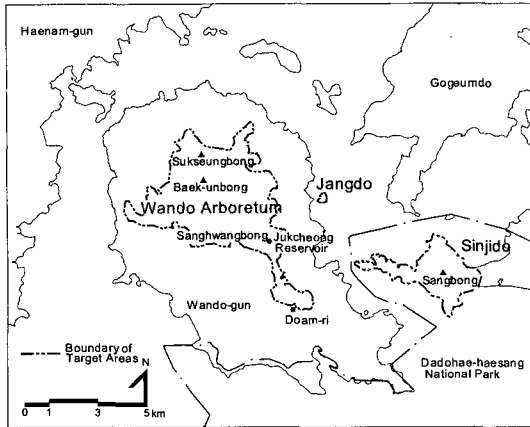 Haenam-gun
Gogeumdo
Sukseungbong
Baek-unbong
Jangdo
Wando Arboretum
Sanghwangbong
Jukcheong
Reservoir
Sinjido
Sangbong
Wando-gun
Doam-ri
Boundary of
Target Areas
N
Dadohae-haesang
National Park
0 1 3 5 km